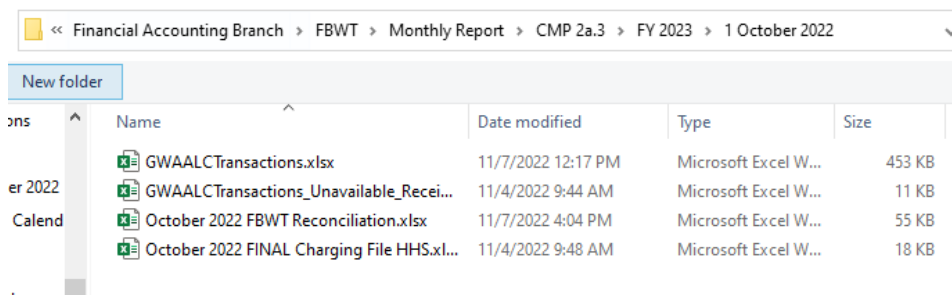 « Financial Accounting Branch > FBWT > Monthly Report > CMP 2a.3 > FY 2023 > 1 October 2022
New folder
ons
Name Date modified Type Size
GWAALCTransactions.xlsx 11/7/2022 12:17 PM Microsoft Excel W... 453 KB
er 2022
GWAALCTransactions_Unavailable_Recei... 11/4/2022 9:44 AM Microsoft Excel W... 11 KB
Calend
October 2022 FBWT Reconciliation.xlsx 11/7/2022 4:04 PM Microsoft Excel W... 55 KB
October 2022 FINAL Charging File HHS.xl... 11/4/2022 9:48 AM Microsoft Excel W... 18 KB